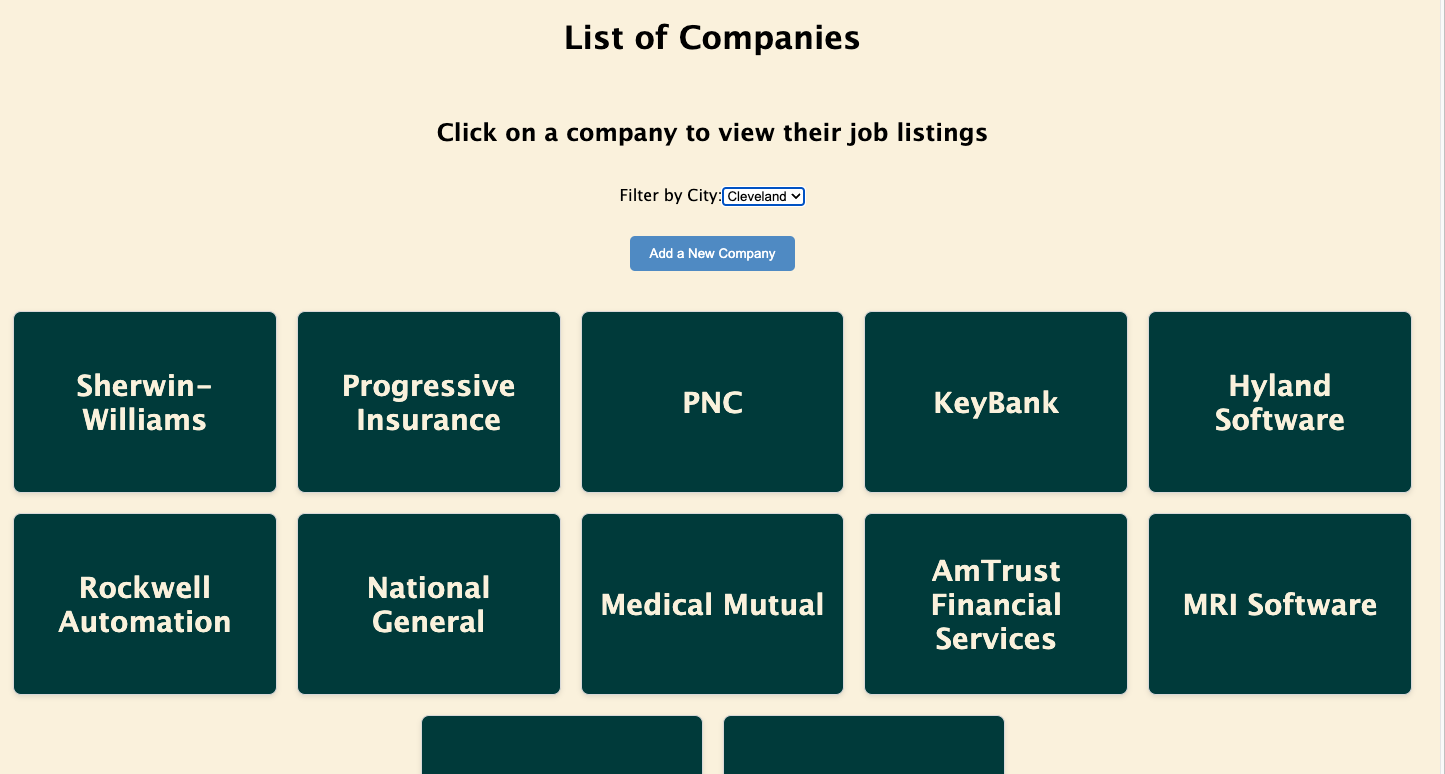 List of Companies
Click on a company to view their job listings
Filter by City: Cleveland
Add a New Company
Sherwin-
Williams
Progressive
Insurance
PNC
KeyBank
Hyland
Software
Rockwell
Automation
National
General
Medical Mutual
AmTrust
Financial
Services
MRI Software